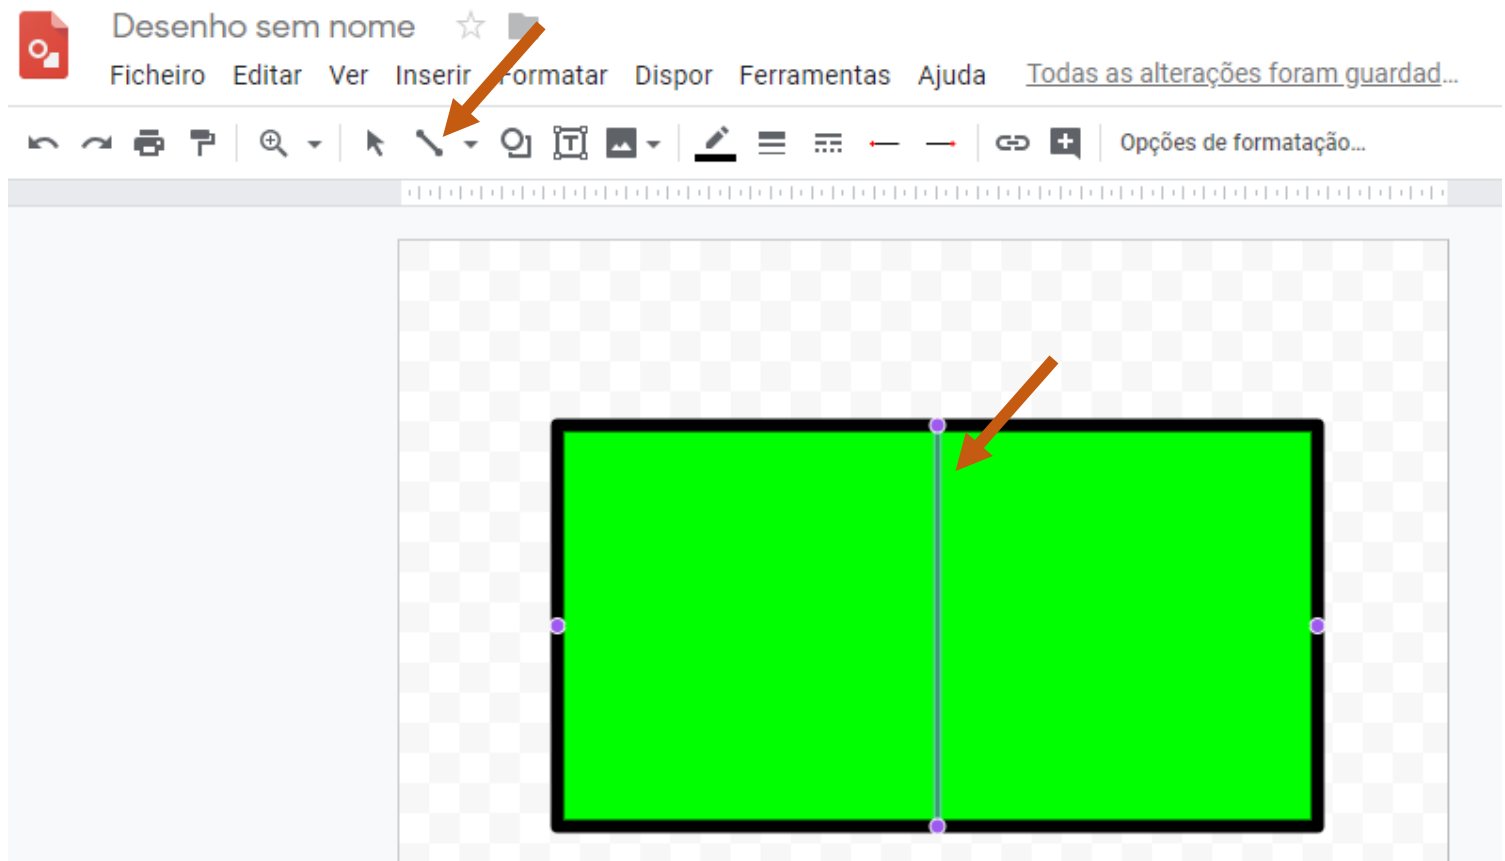 Desenho sem nome
Ficheiro Editar Ver Inserir Formatar Dispor Ferramentas Ajuda Todas as alterações foram guardad...
Opções de formatação...